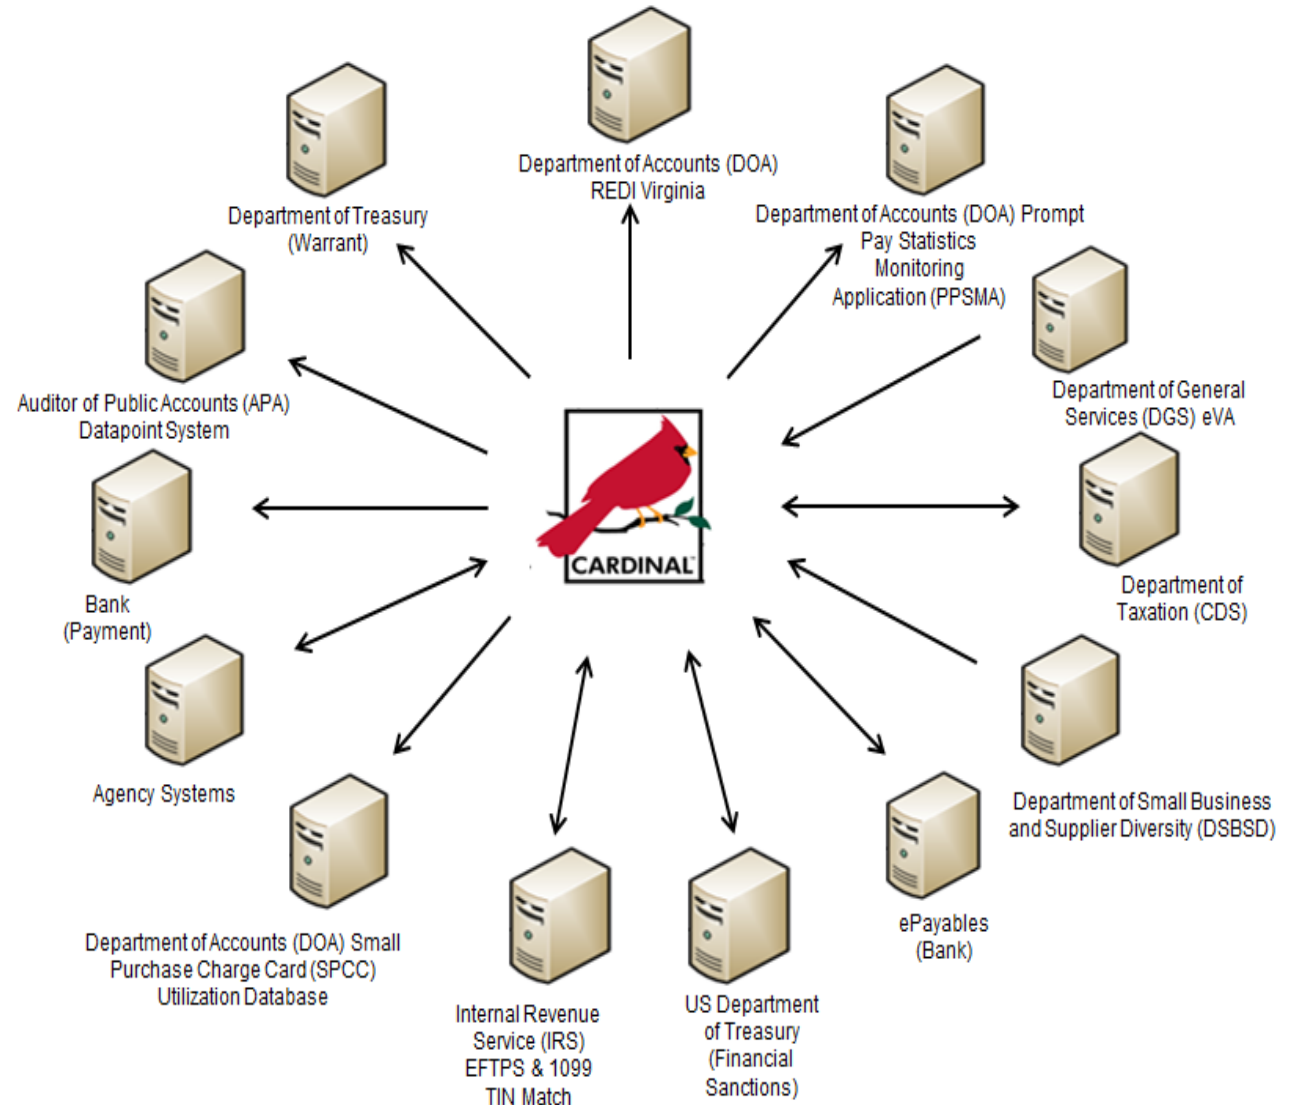 Department of Accounts (DOA)
REDI Virginia
Department of Treasury
(Warrant)
Department of Accounts (DOA) Prompt
Pay Statistics
Monitoring
Application (PPSMA)
Auditor of Public Accounts (APA)
Datapoint System
Department of General
Services (DGS) eVA
CARDINAL™
Bank
(Payment)
Department of
Taxation (CDS)
Agency Systems
Department of Small Business
and Supplier Diversity (DSBSD)
Department of Accounts (DOA) Small
Purchase Charge Card (SPCC)
Utilization Database
ePayables
(Bank)
Internal Revenue
Service (IRS)
EFTPS & 1099
TIN Match
US Department
of Treasury
(Financial
Sanctions)